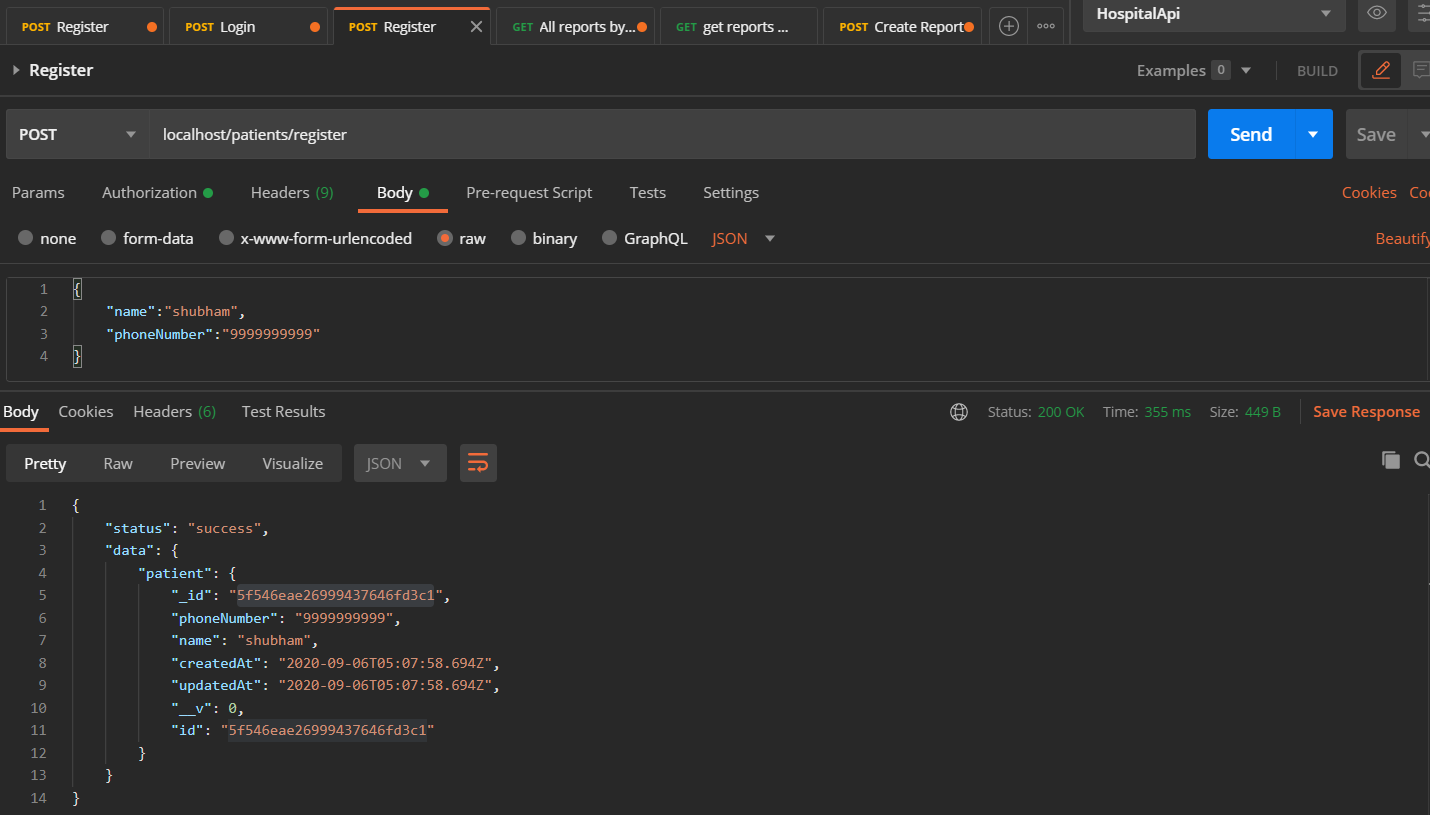 POST Register POST Login POST Register GET All reports by... GET get reports ... POST Create Report HospitalApi
Register Examples 0 BUILD
POST localhost/patients/register Send Save
Params Authorization Headers (9) Body Pre-request Script Tests Settings Cookies Co
none form-data x-www-form-urlencoded raw binary GraphQL JSON Beautify
1 {
2 "name":"shubham",
3 "phoneNumber":"9999999999"
4 }
Body Cookies Headers (6) Test Results Status: 200 OK Time: 355 ms Size: 449 B Save Response
Pretty Raw Preview Visualize JSON
1 {
2 "status": "success",
3 "data": {
4 "patient": {
5 "_id": "5f546eae26999437646fd3c1",
6 "phoneNumber": "9999999999",
7 "name": "shubham",
8 "createdAt": "2020-09-06T05:07:58.694Z",
9 "updatedAt": "2020-09-06T05:07:58.694Z",
10 "__v": 0,
11 "id": "5f546eae26999437646fd3c1"
12 }
13 }
14 }